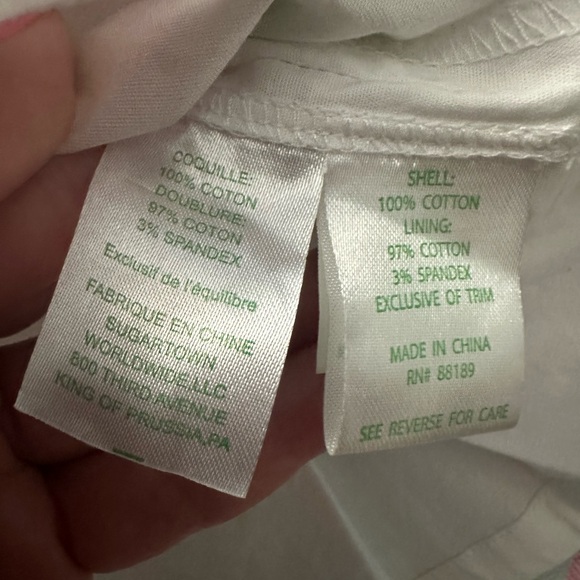 COQUILLE:
100% COTON
DOUBLURE:
97% COTON
3% SPANDEX
Exclusif de l'équilibre
FABRIQUE EN CHINE
SUGARTOWN
WORLDWIDE,LLC
800 THIRD AVENUE
KING OF PRUSSIA,PA
SHELL:
100% COTTON
LINING:
97% COTTON
3% SPANDEX
EXCLUSIVE OF TRIM
MADE IN CHINA
RN# 88189
SEE REVERSE FOR CARE